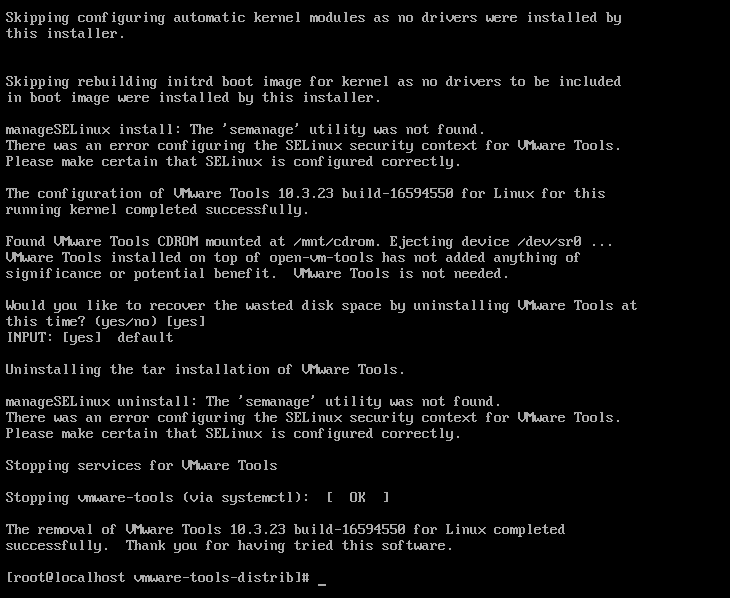 Skipping configuring automatic kernel modules as no drivers were installed by
this installer.
Skipping rebuilding initrd boot image for kernel as no drivers to be included
in boot image were installed by this installer.
manageSELinux install: The 'semanage' utility was not found.
There was an error configuring the SELinux security context for VMware Tools.
Please make certain that SELinux is configured correctly.
The configuration of VMware Tools 10.3.23 build-16594550 for Linux for this
running kernel completed successfully.
Found VMware Tools CDROM mounted at /mnt/cdrom. Ejecting device /dev/sr0 ...
VMware Tools installed on top of open-vm-tools has not added anything of
significance or potential benefit.  VMware Tools is not needed.
Would you like to recover the wasted disk space by uninstalling VMware Tools at
this time? (yes/no) [yes]
INPUT: [yes]  default
Uninstalling the tar installation of VMware Tools.
manageSELinux uninstall: The 'semanage' utility was not found.
There was an error configuring the SELinux security context for VMware Tools.
Please make certain that SELinux is configured correctly.
Stopping services for VMware Tools
Stopping vmware-tools (via systemctl):  [  OK  ]
The removal of VMware Tools 10.3.23 build-16594550 for Linux completed
successfully.  Thank you for having tried this software.
[root@localhost vmware-tools-distrib]# _